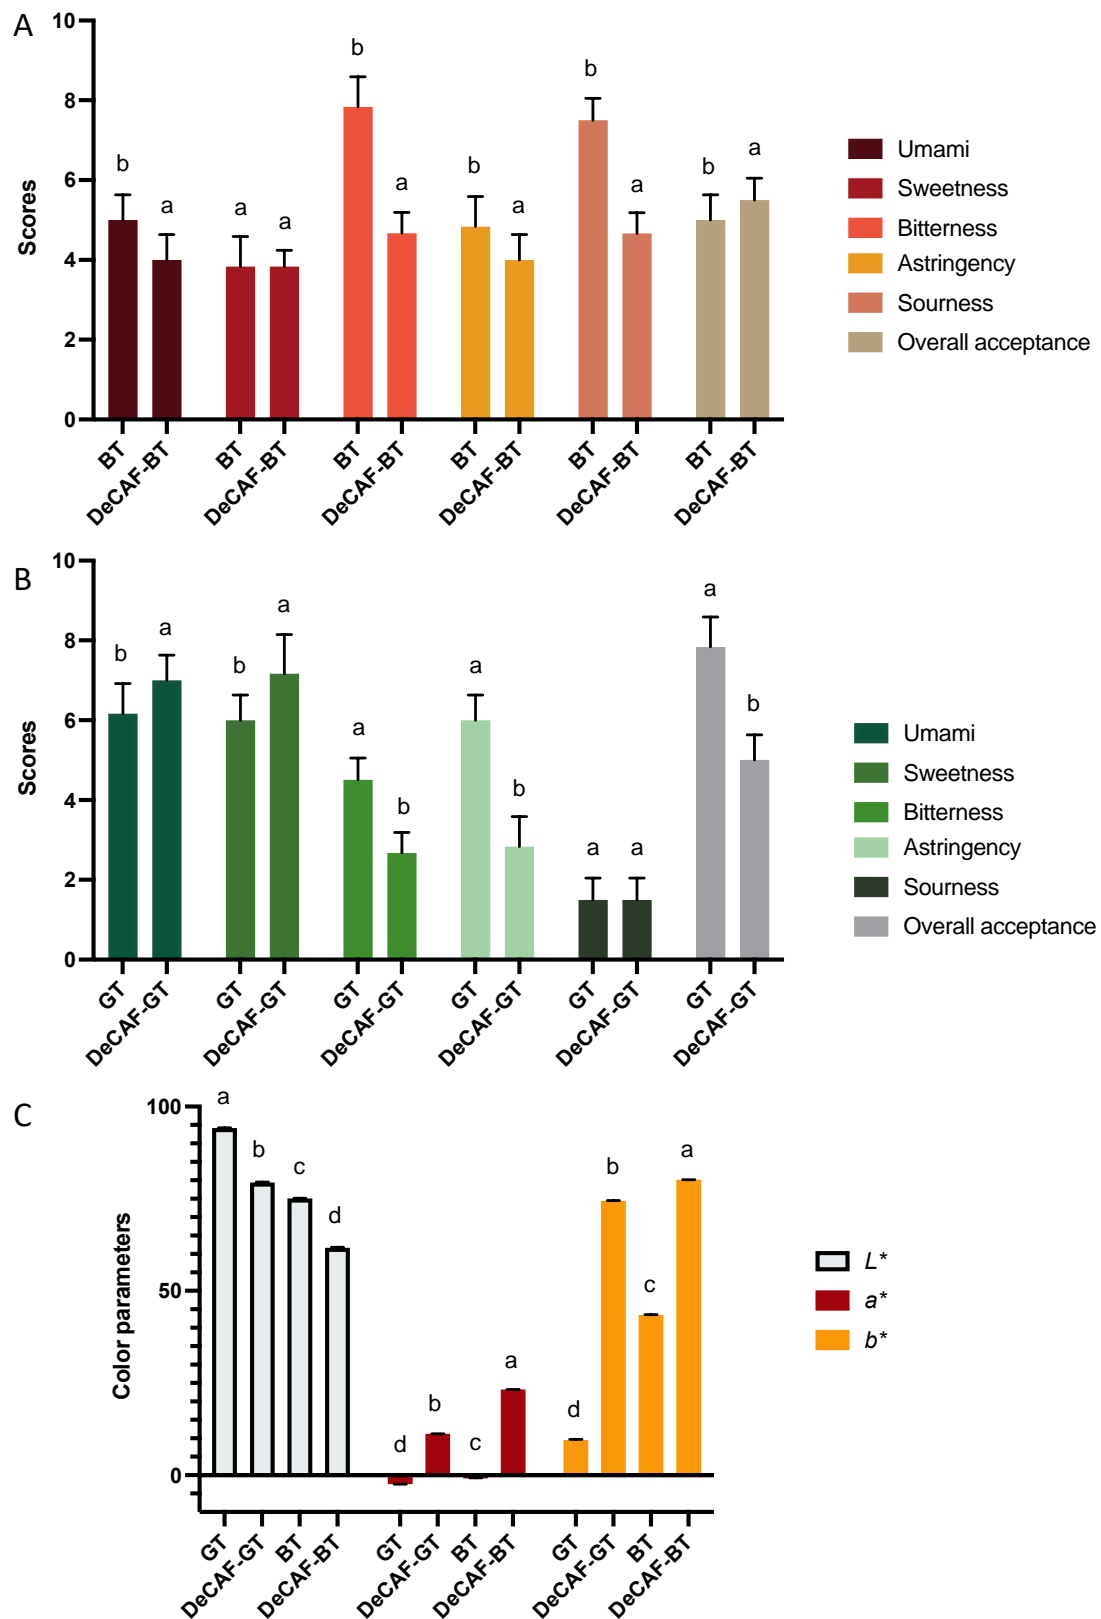 A
10
8
6
4
2
0
Scores
b
a
a
a
b
a
b
a
b
a
b
a
BT
DeCAF-BT
BT
DeCAF-BT
BT
DeCAF-BT
BT
DeCAF-BT
BT
DeCAF-BT
BT
DeCAF-BT
Umami
Sweetness
Bitterness
Astringency
Sourness
Overall acceptance
B
10
8
6
4
2
0
Scores
b
a
b
a
a
b
a
b
a
a
a
b
GT
DeCAF-GT
GT
DeCAF-GT
GT
DeCAF-GT
GT
DeCAF-GT
GT
DeCAF-GT
GT
DeCAF-GT
Umami
Sweetness
Bitterness
Astringency
Sourness
Overall acceptance
C
100
50
0
Color parameters
a
b
c
d
d
b
c
a
d
b
c
a
GT
DeCAF-GT
BT
DeCAF-BT
GT
DeCAF-GT
BT
DeCAF-BT
GT
DeCAF-GT
BT
DeCAF-BT
L*
a*
b*